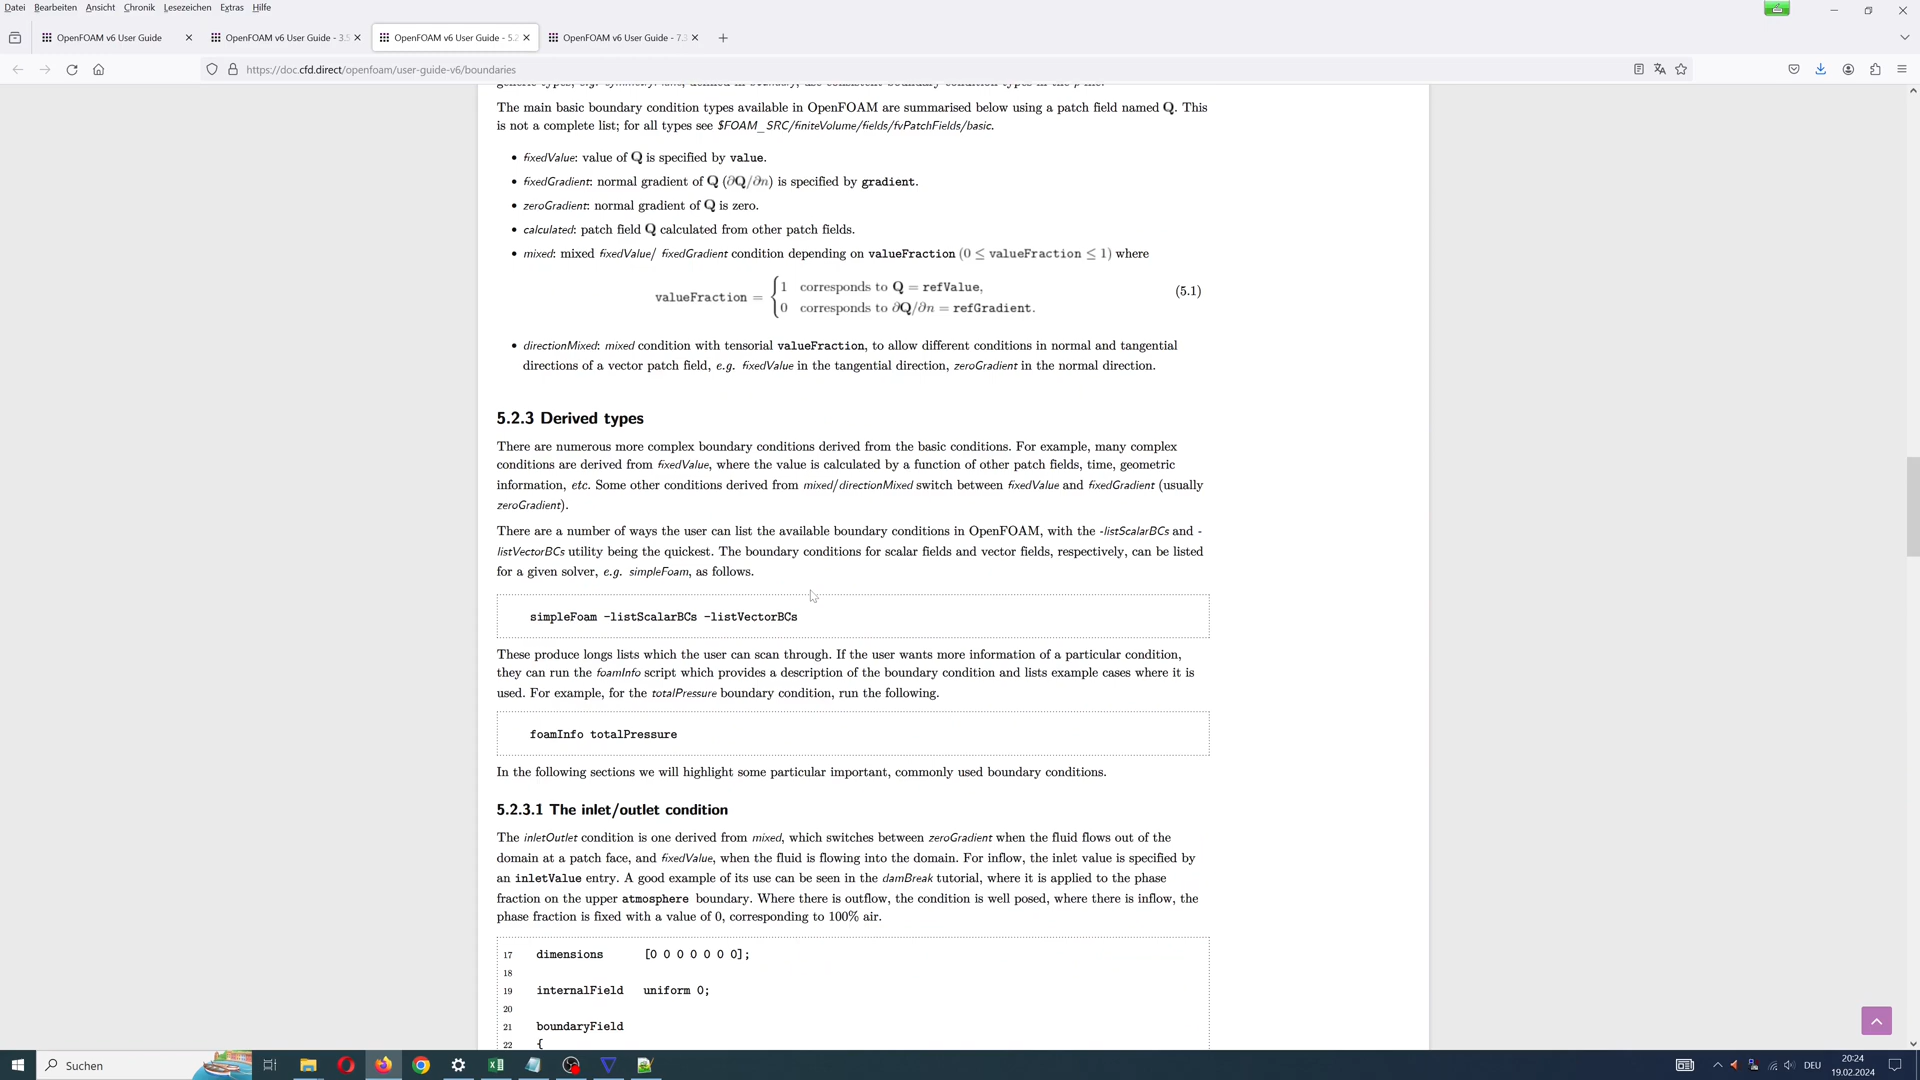 Datei Bearbeiten Ansicht Chronik Lesezeichen Extras Hilfe
OpenFOAM v6 User Guide OpenFOAM v6 User Guide - 3.5 OpenFOAM v6 User Guide - 5.2 OpenFOAM v6 User Guide - 7.3
https://doc.cfd.direct/openfoam/user-guide-v6/boundaries
The main basic boundary condition types available in OpenFOAM are summarised below using a patch field named Q. This
is not a complete list; for all types see $FOAM_SRC/finiteVolume/fields/fvPatchFields/basic.
• fixedValue: value of Q is specified by value.
• fixedGradient: normal gradient of Q (∂Q/∂n) is specified by gradient.
• zeroGradient: normal gradient of Q is zero.
• calculated: patch field Q calculated from other patch fields.
• mixed: mixed fixedValue/ fixedGradient condition depending on valueFraction (0 ≤ valueFraction ≤ 1) where
valueFraction = { 1 corresponds to Q = refValue,
0 corresponds to ∂Q/∂n = refGradient.
(5.1)
• directionMixed: mixed condition with tensorial valueFraction, to allow different conditions in normal and tangential
directions of a vector patch field, e.g. fixedValue in the tangential direction, zeroGradient in the normal direction.
5.2.3 Derived types
There are numerous more complex boundary conditions derived from the basic conditions. For example, many complex
conditions are derived from fixedValue, where the value is calculated by a function of other patch fields, time, geometric
information, etc. Some other conditions derived from mixed/directionMixed switch between fixedValue and fixedGradient (usually
zeroGradient).
There are a number of ways the user can list the available boundary conditions in OpenFOAM, with the -listScalarBCs and -
listVectorBCs utility being the quickest. The boundary conditions for scalar fields and vector fields, respectively, can be listed
for a given solver, e.g. simpleFoam, as follows.
simpleFoam -listScalarBCs -listVectorBCs
These produce longs lists which the user can scan through. If the user wants more information of a particular condition,
they can run the foamInfo script which provides a description of the boundary condition and lists example cases where it is
used. For example, for the totalPressure boundary condition, run the following.
foamInfo totalPressure
In the following sections we will highlight some particular important, commonly used boundary conditions.
5.2.3.1 The inlet/outlet condition
The inletOutlet condition is one derived from mixed, which switches between zeroGradient when the fluid flows out of the
domain at a patch face, and fixedValue, when the fluid is flowing into the domain. For inflow, the inlet value is specified by
an inletValue entry. A good example of its use can be seen in the damBreak tutorial, where it is applied to the phase
fraction on the upper atmosphere boundary. Where there is outflow, the condition is well posed, where there is inflow, the
phase fraction is fixed with a value of 0, corresponding to 100% air.
17 dimensions [0 0 0 0 0 0 0];
18
19 internalField uniform 0;
20
21 boundaryField
22 {
Suchen
DEU
20:24
19.02.2024